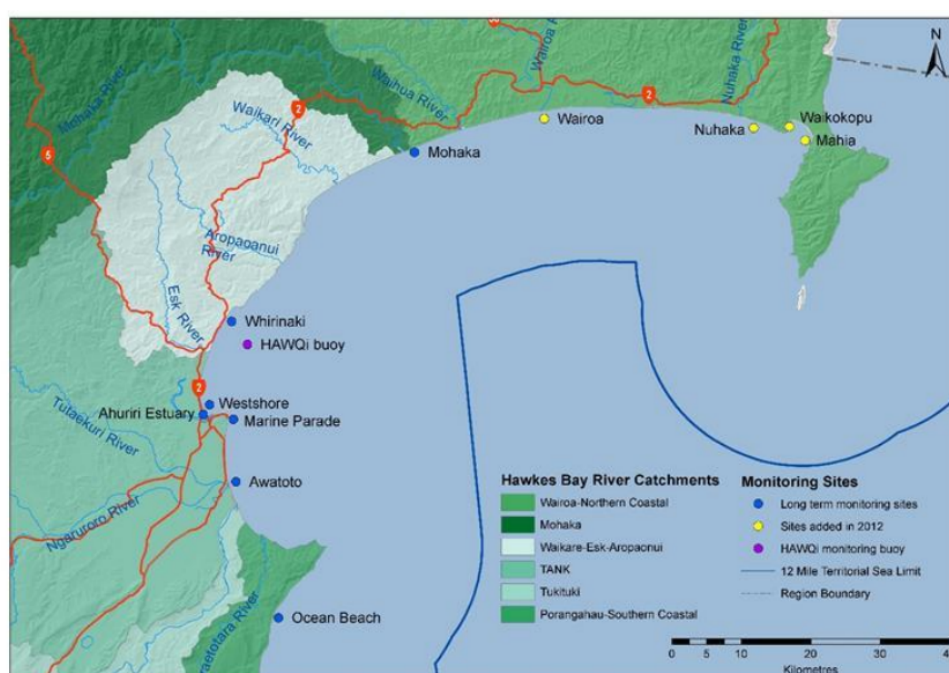 N
35
Wairoa River
Nuhaka River
Mohaka River
Waihua River
2
2
Waikari River
5
Wairoa
Nuhaka
Waikokopu
Mahia
Mohaka
Aropaoanui
River
Esk River
Whirinaki
HAWQi buoy
2
Westshore
Ahuriri Estuary
Marine Parade
Tutaekuri River
Awatoto
Ngaruroro River
Ocean Beach
raetotara River
Hawkes Bay River Catchments
Wairoa-Northern Coastal
Mohaka
Waikare-Esk-Aropaonui
TANK
Tukituki
Porangahau-Southern Coastal
Monitoring Sites
Long term monitoring sites
Sites added in 2012
HAWQi monitoring buoy
12 Mile Territorial Sea Limit
Region Boundary
0 5 10 20 30 4
Kilometres